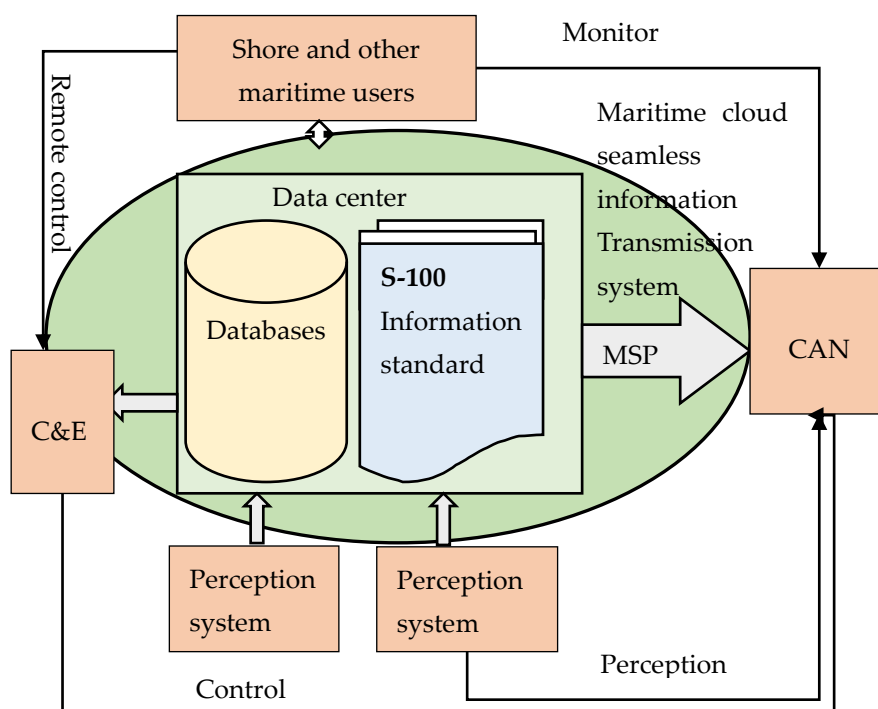 Shore and other
maritime users
Monitor
Remote control
Maritime cloud
seamless
information
Transmission
system
Data center
S-100
Information
standard
Databases
MSP
CAN
C&E
Perception
system
Perception
system
Perception
Control